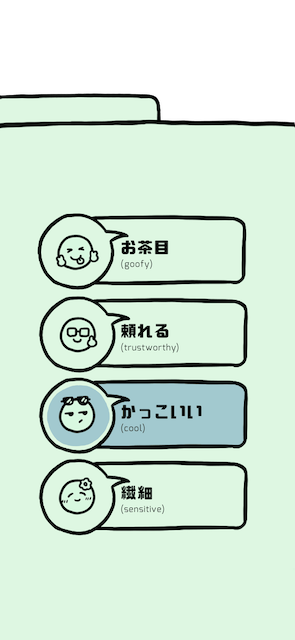 お茶目
(goofy)
頼れる
(trustworthy)
かっこいい
(cool)
繊細
(sensitive)